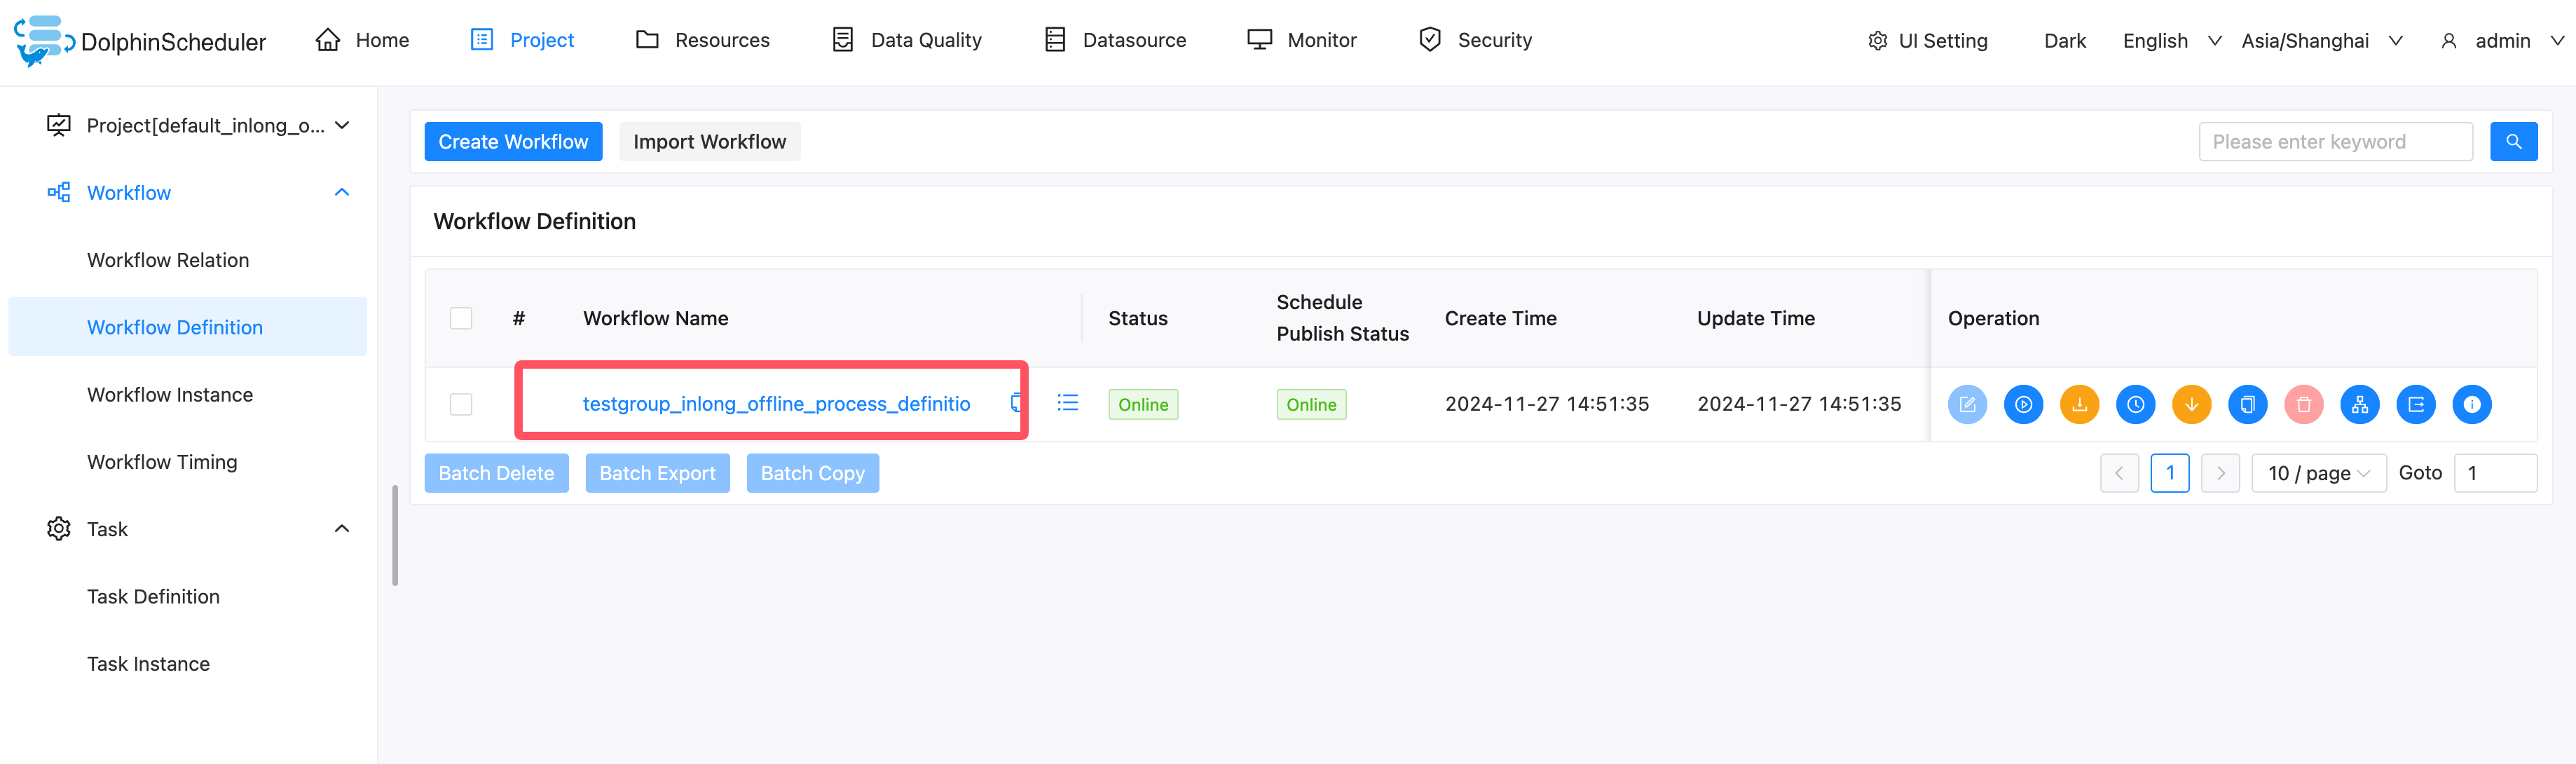 DolphinScheduler Home Project Resources Data Quality Datasource Monitor Security UI Setting Dark English Asia/Shanghai admin
Project[default_inlong_o...
Workflow
Workflow Relation
Workflow Definition
Workflow Instance
Workflow Timing
Task
Task Definition
Task Instance
Create Workflow Import Workflow Please enter keyword
Workflow Definition
# Workflow Name Status Schedule Publish Status Create Time Update Time Operation
testgroup_inlong_offline_process_definitio Online Online 2024-11-27 14:51:35 2024-11-27 14:51:35
Batch Delete Batch Export Batch Copy 1 10 / page Goto 1